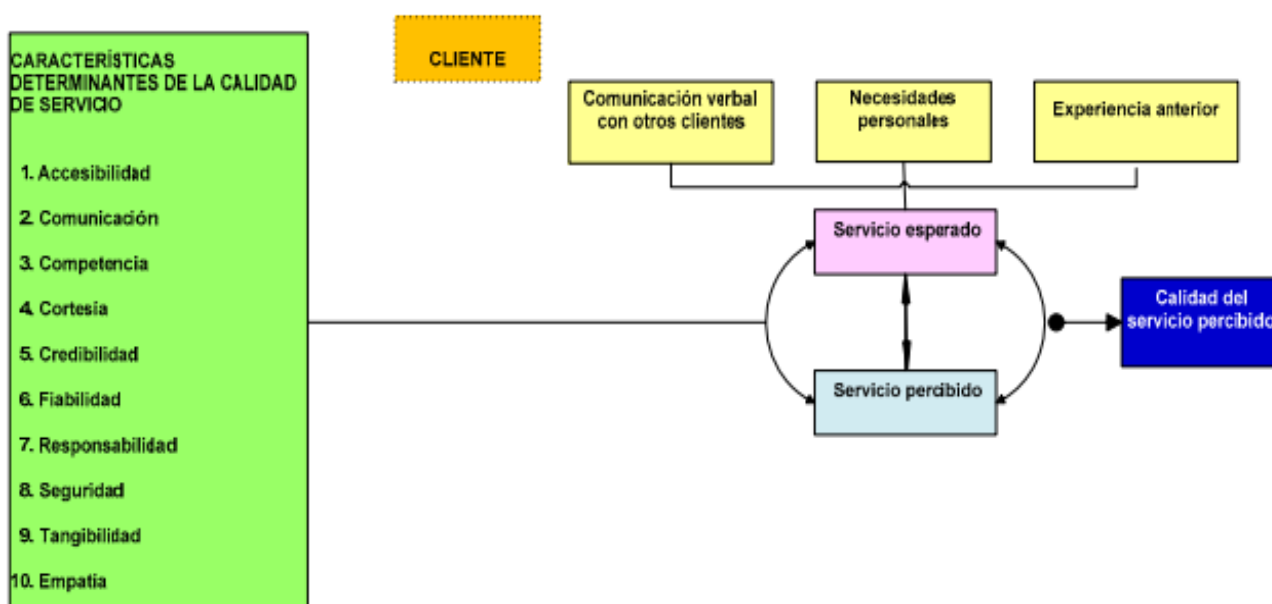 CARACTERÍSTICAS
DETERMINANTES DE LA CALIDAD
DE SERVICIO
1. Accesibilidad
2. Comunicación
3. Competencia
4. Cortesía
5. Credibilidad
6. Fiabilidad
7. Responsabilidad
8. Seguridad
9. Tangibilidad
10. Empatia
CLIENTE
Comunicación verbal
con otros clientes
Necesidades
personales
Experiencia anterior
Servicio esperado
Servicio percibido
Calidad del
servicio percibido